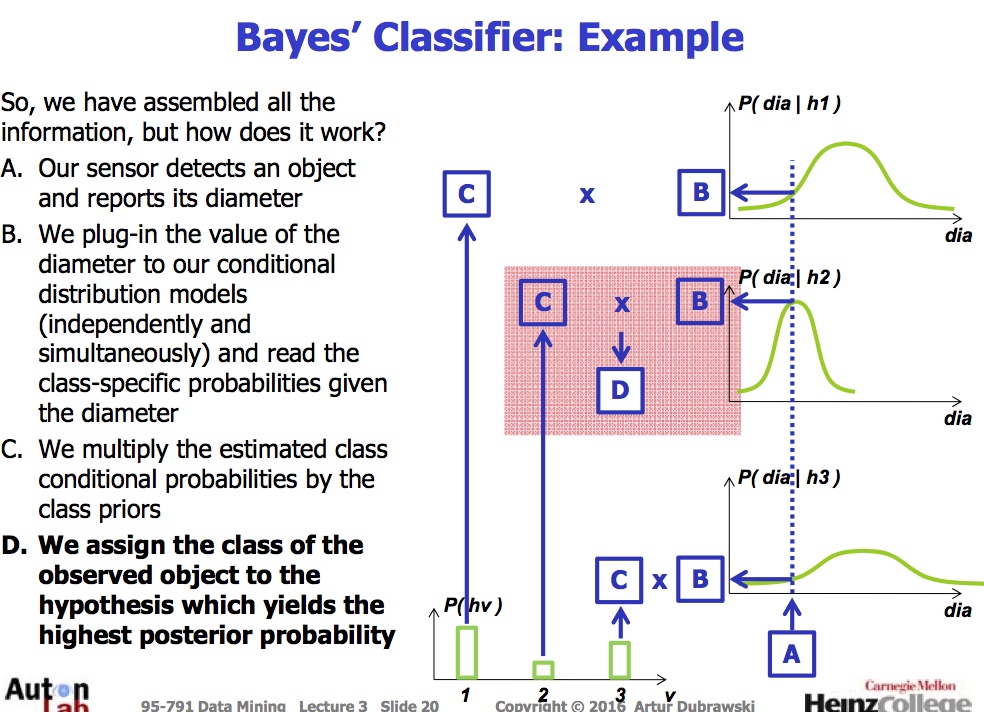 Bayes’ Classifier: Example
So, we have assembled all the
information, but how does it work?
A. Our sensor detects an object
and reports its diameter
B. We plug-in the value of the
diameter to our conditional
distribution models
(independently and
simultaneously) and read the
class-specific probabilities given
the diameter
C. We multiply the estimated class
conditional probabilities by the
class priors
D. We assign the class of the
observed object to the
hypothesis which yields the
highest posterior probability
P( dia | h1 )
C x B
dia
P( dia | h2 )
C x B
D
dia
P( dia | h3 )
C x B
dia
P( hv )
A
1 2 3 v
Auton
Lab
95-791 Data Mining Lecture 3 Slide 20
Copyright © 2016 Artur Dubrawski
Carnegie Mellon
HeinzCollege